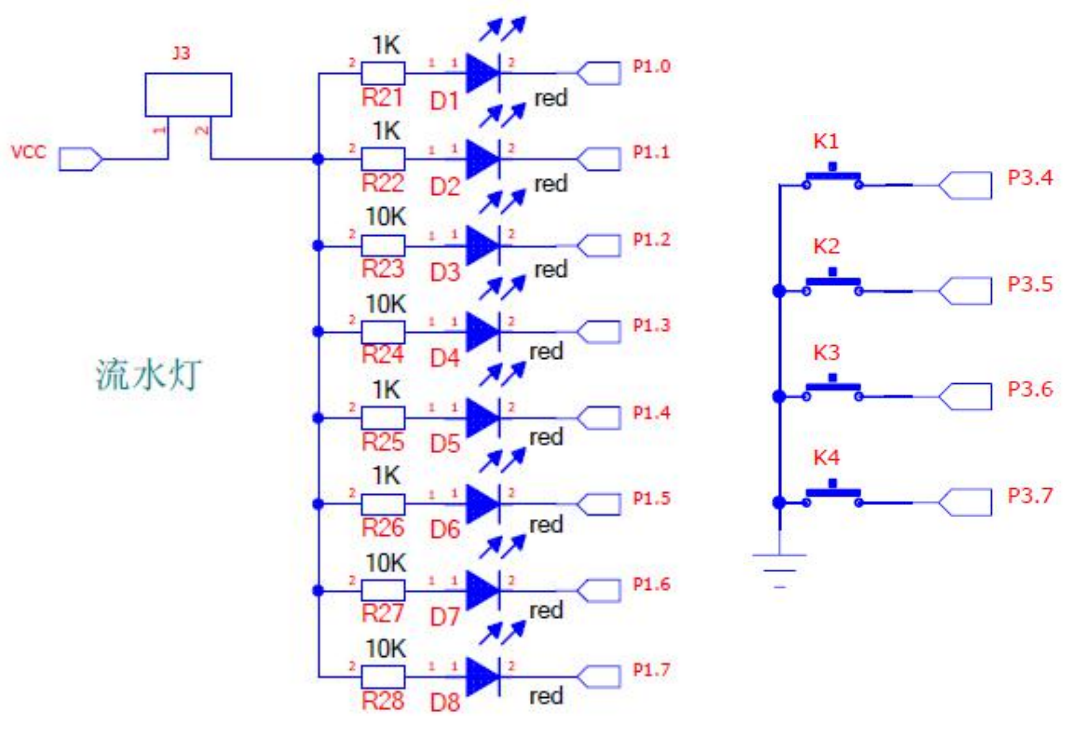 J3
VCC
1
2
1K
2
R21
1
1
D1
2
red
P1.0
1K
2
R22
1
1
D2
2
red
P1.1
10K
2
R23
1
1
D3
2
red
P1.2
10K
2
R24
1
1
D4
2
red
P1.3
1K
2
R25
1
1
D5
2
red
P1.4
1K
2
R26
1
1
D6
2
red
P1.5
10K
2
R27
1
1
D7
2
red
P1.6
10K
2
R28
1
1
D8
2
red
P1.7
流水灯
K1
P3.4
K2
P3.5
K3
P3.6
K4
P3.7